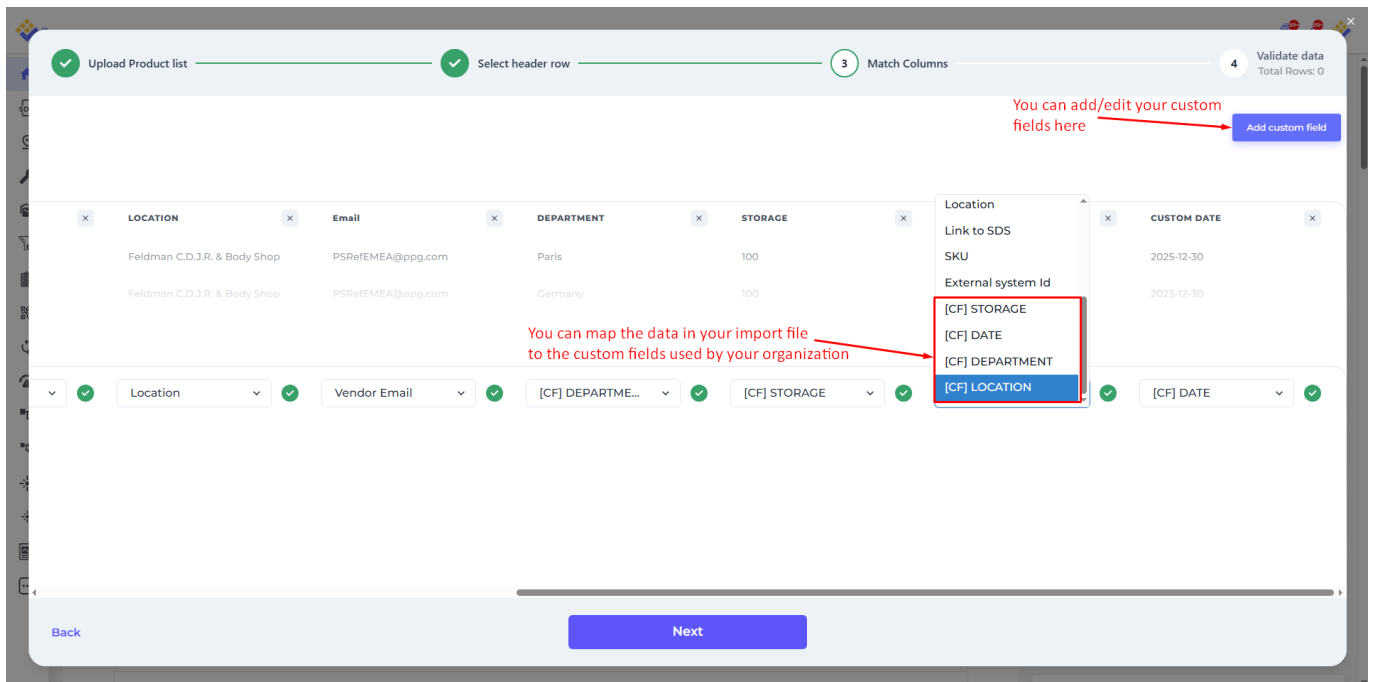 Upload Product list
Select header row
3 Match Columns
4 Validate data
Total Rows: 0
You can add/edit your custom
fields here
Add custom field
LOCATION Email DEPARTMENT STORAGE CUSTOM DATE
Feldman C.D.J.R. & Body Shop PSRefEMEA@ppg.com Paris 100 2025-12-30
Feldman C.D.J.R. & Body Shop PSRefEMEA@ppg.com Germany 100 2025-12-30
Location
Link to SDS
SKU
External system Id
[CF] STORAGE
[CF] DATE
[CF] DEPARTMENT
[CF] LOCATION
You can map the data in your import file
to the custom fields used by your organization
Location Vendor Email [CF] DEPARTME... [CF] STORAGE [CF] DATE
Back Next